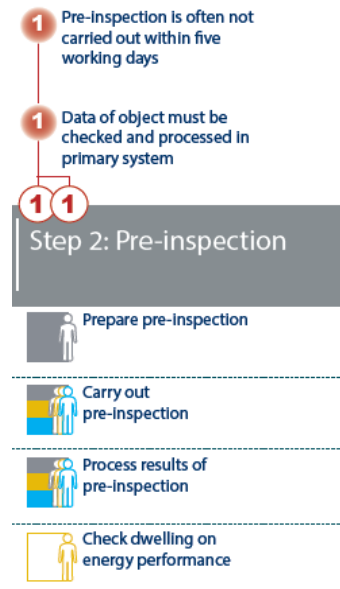 1 Pre-inspection is often not
carried out within five
working days
1 Data of object must be
checked and processed in
primary system
1 1
Step 2: Pre-inspection
Prepare pre-inspection
Carry out
pre-inspection
Process results of
pre-inspection
Check dwelling on
energy performance